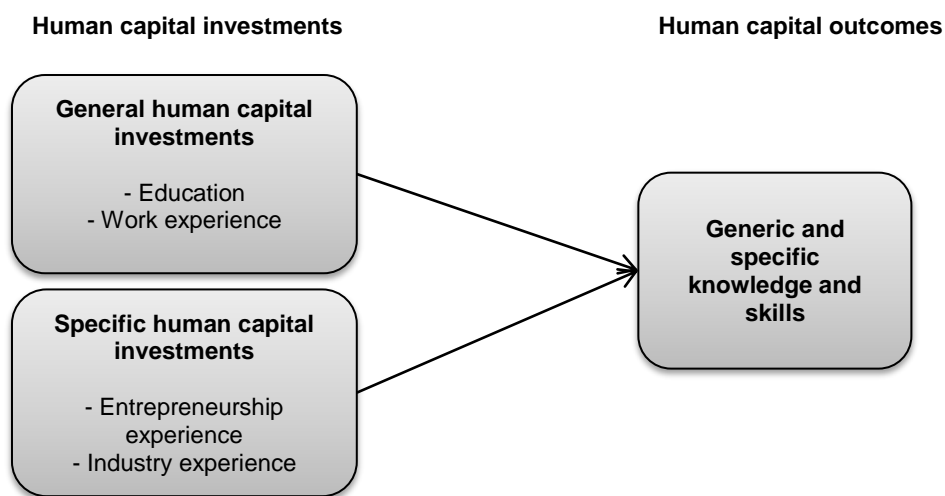 Human capital investments
Human capital outcomes
General human capital
investments
- Education
- Work experience
Specific human capital
investments
- Entrepreneurship
experience
- Industry experience
Generic and
specific
knowledge and
skills